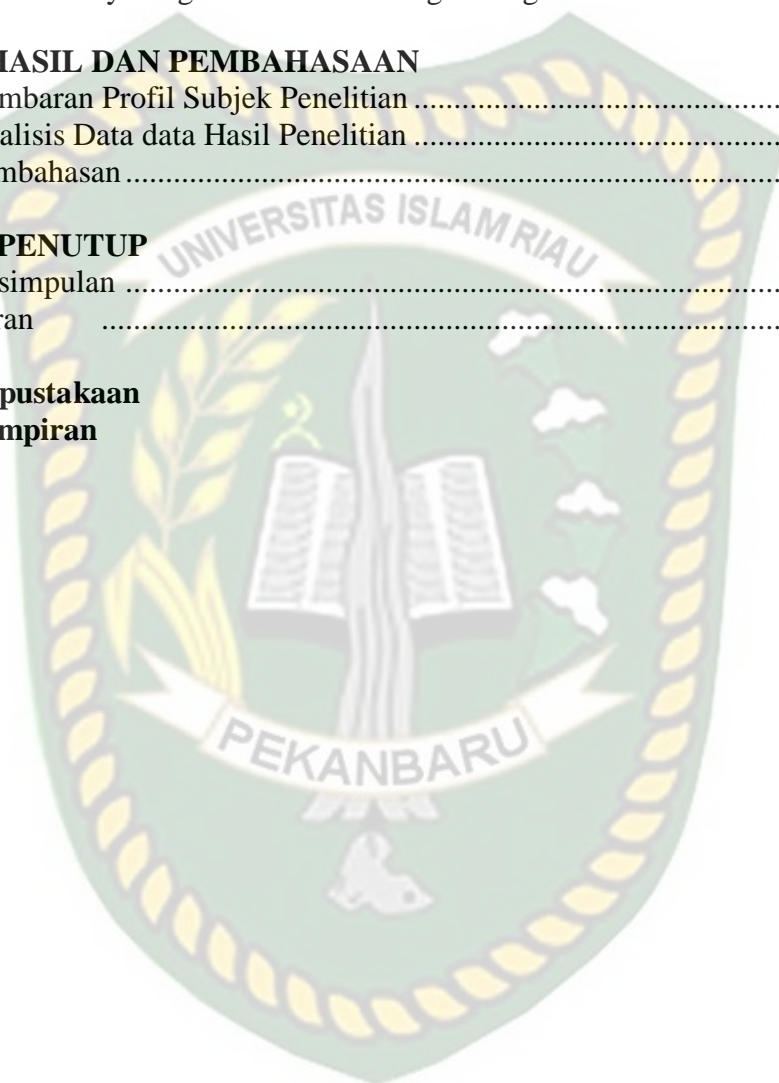 HASIL DAN PEMBAHASAAN
mbaran Profil Subjek Penelitian ..............................................
alisis Data data Hasil Penelitian ..............................................
mbahasan ..................................................................................
UNIVERSITAS ISLAM RIAU
PENUTUP
simpulan ..................................................................................
ran ..................................................................................
pustakaan
mpiran
PEKANBARU